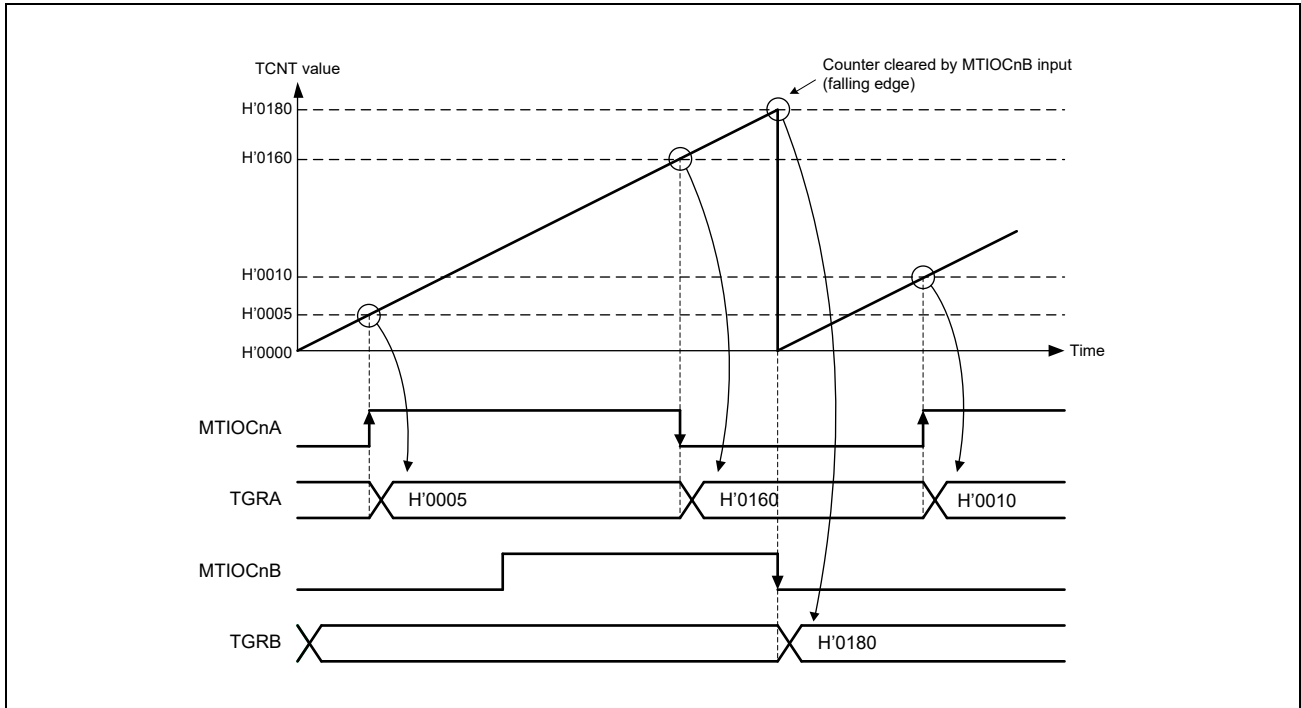 TCNT value
Counter cleared by MTIOCnB input
(falling edge)
H'0180
H'0160
H'0010
H'0005
H'0000
Time
MTIOCnA
TGRA
H'0005
H'0160
H'0010
MTIOCnB
TGRB
H'0180